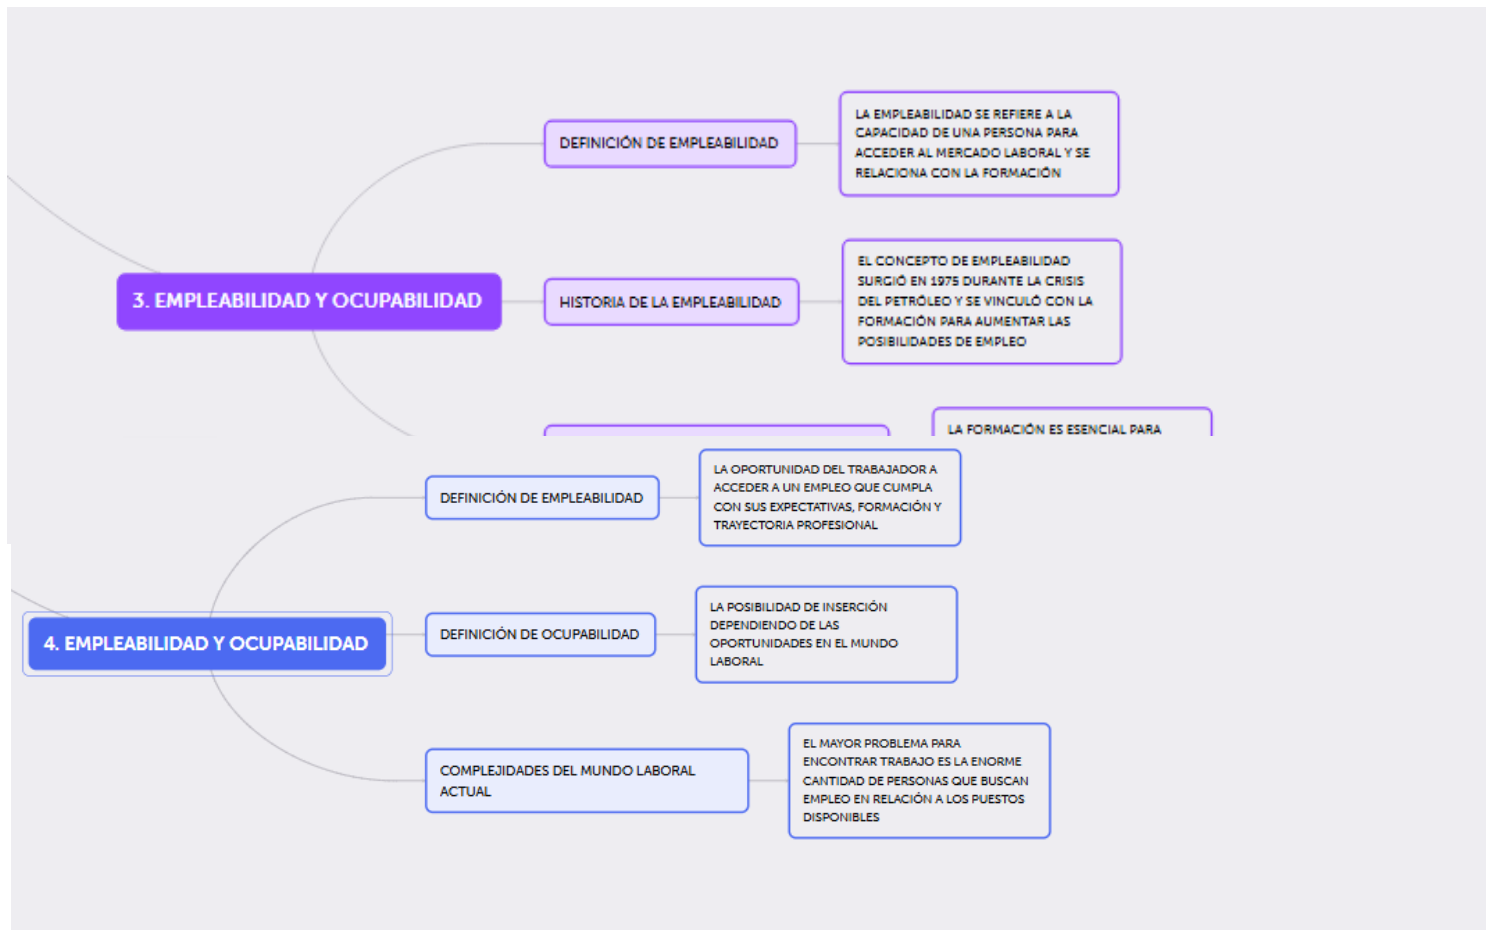 DEFINICIÓN DE EMPLEABILIDAD
LA EMPLEABILIDAD SE REFIERE A LA
CAPACIDAD DE UNA PERSONA PARA
ACCEDER AL MERCADO LABORAL Y SE
RELACIONA CON LA FORMACIÓN
3. EMPLEABILIDAD Y OCUPABILIDAD
HISTORIA DE LA EMPLEABILIDAD
EL CONCEPTO DE EMPLEABILIDAD
SURGIÓ EN 1975 DURANTE LA CRISIS
DEL PETRÓLEO Y SE VINCULÓ CON LA
FORMACIÓN PARA AUMENTAR LAS
POSIBILIDADES DE EMPLEO
LA FORMACIÓN ES ESENCIAL PARA
DEFINICIÓN DE EMPLEABILIDAD
LA OPORTUNIDAD DEL TRABAJADOR A
ACCEDER A UN EMPLEO QUE CUMPLA
CON SUS EXPECTATIVAS, FORMACIÓN Y
TRAYECTORIA PROFESIONAL
4. EMPLEABILIDAD Y OCUPABILIDAD
DEFINICIÓN DE OCUPABILIDAD
LA POSIBILIDAD DE INSERCIÓN
DEPENDIENDO DE LAS
OPORTUNIDADES EN EL MUNDO
LABORAL
COMPLEJIDADES DEL MUNDO LABORAL
ACTUAL
EL MAYOR PROBLEMA PARA
ENCONTRAR TRABAJO ES LA ENORME
CANTIDAD DE PERSONAS QUE BUSCAN
EMPLEO EN RELACIÓN A LOS PUESTOS
DISPONIBLES